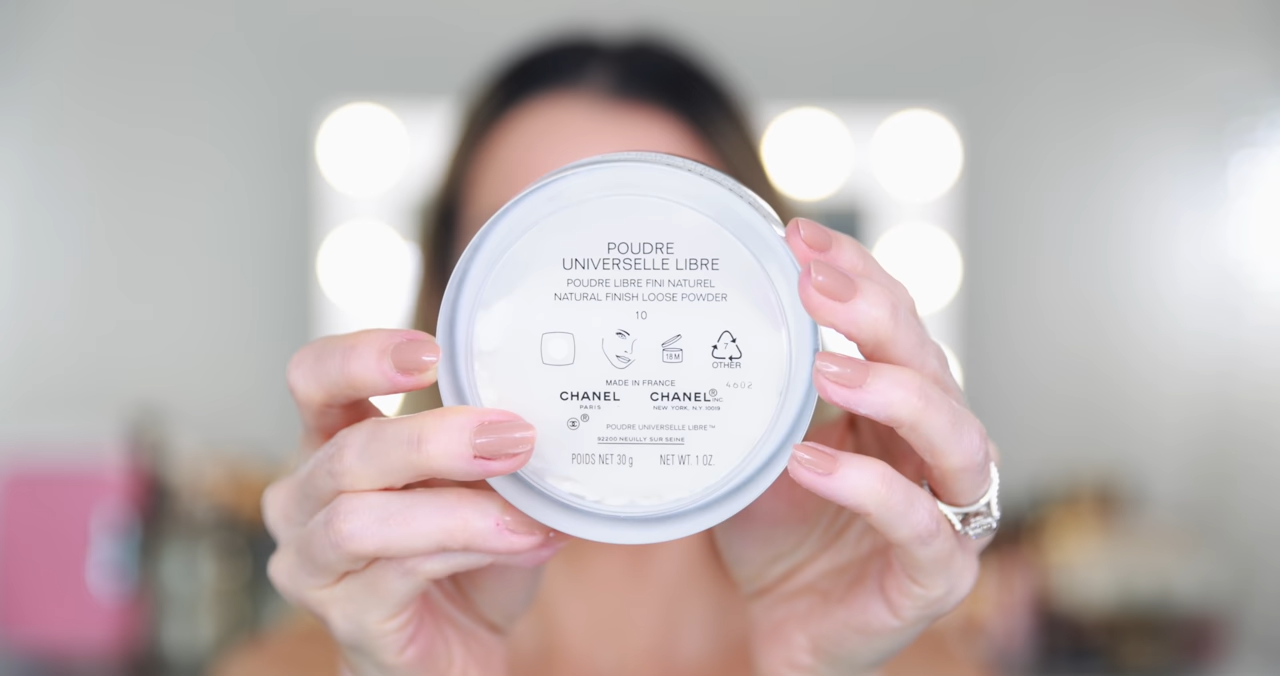 POUDRE
UNIVERSELLE LIBRE
POUDRE LIBRE FINI NATUREL
NATURAL FINISH LOOSE POWDER
10
18M
7
OTHER
MADE IN FRANCE
4602
CHANEL CHANEL® INC.
PARIS NEW YORK, N.Y. 10019
®
POUDRE UNIVERSELLE LIBRE™
92200 NEUILLY SUR SEINE
POIDS NET 30 g NET WT. 1 OZ.